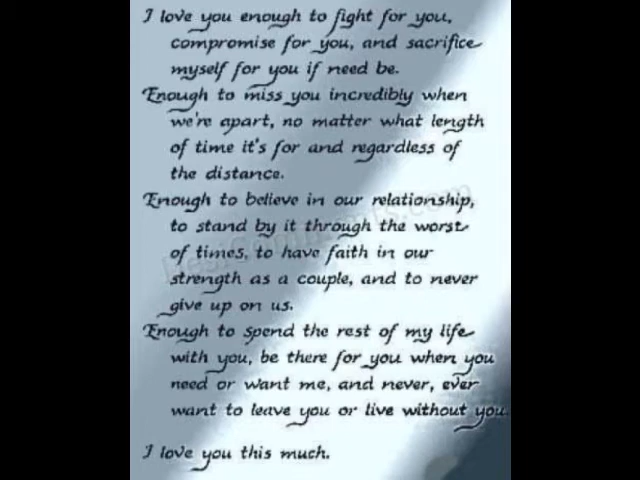 I love you enough to fight for you,
compromise for you, and sacrifice
myself for you if need be.
Enough to miss you incredibly when
we're apart, no matter what length
of time it's for and regardless of
the distance.
Enough to believe in our relationship,
to stand by it through the worst
of times, to have faith in our
strength as a couple, and to never
give up on us.
Enough to spend the rest of my life
with you, be there for you when you
need or want me, and never, ever
want to leave you or live without you.
I love you this much.
DesiComments.com